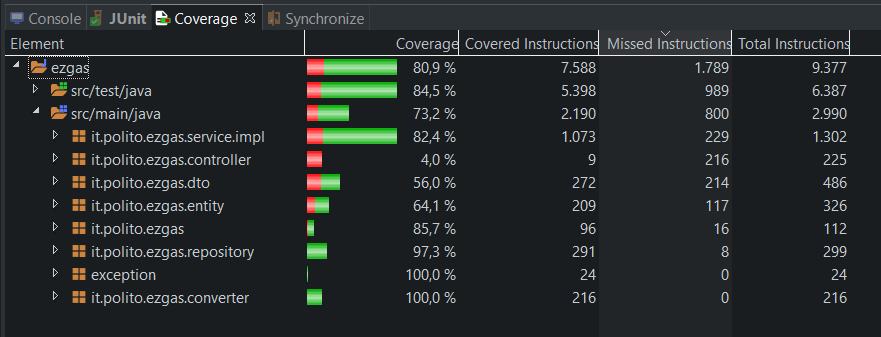 Console JUnit Coverage Synchronize
Element Coverage Covered Instructions Missed Instructions Total Instructions
ezgas 80,9 % 7.588 1.789 9.377
src/test/java 84,5 % 5.398 989 6.387
src/main/java 73,2 % 2.190 800 2.990
it.polito.ezgas.service.impl 82,4 % 1.073 229 1.302
it.polito.ezgas.controller 4,0 % 9 216 225
it.polito.ezgas.dto 56,0 % 272 214 486
it.polito.ezgas.entity 64,1 % 209 117 326
it.polito.ezgas 85,7 % 96 16 112
it.polito.ezgas.repository 97,3 % 291 8 299
exception 100,0 % 24 0 24
it.polito.ezgas.converter 100,0 % 216 0 216